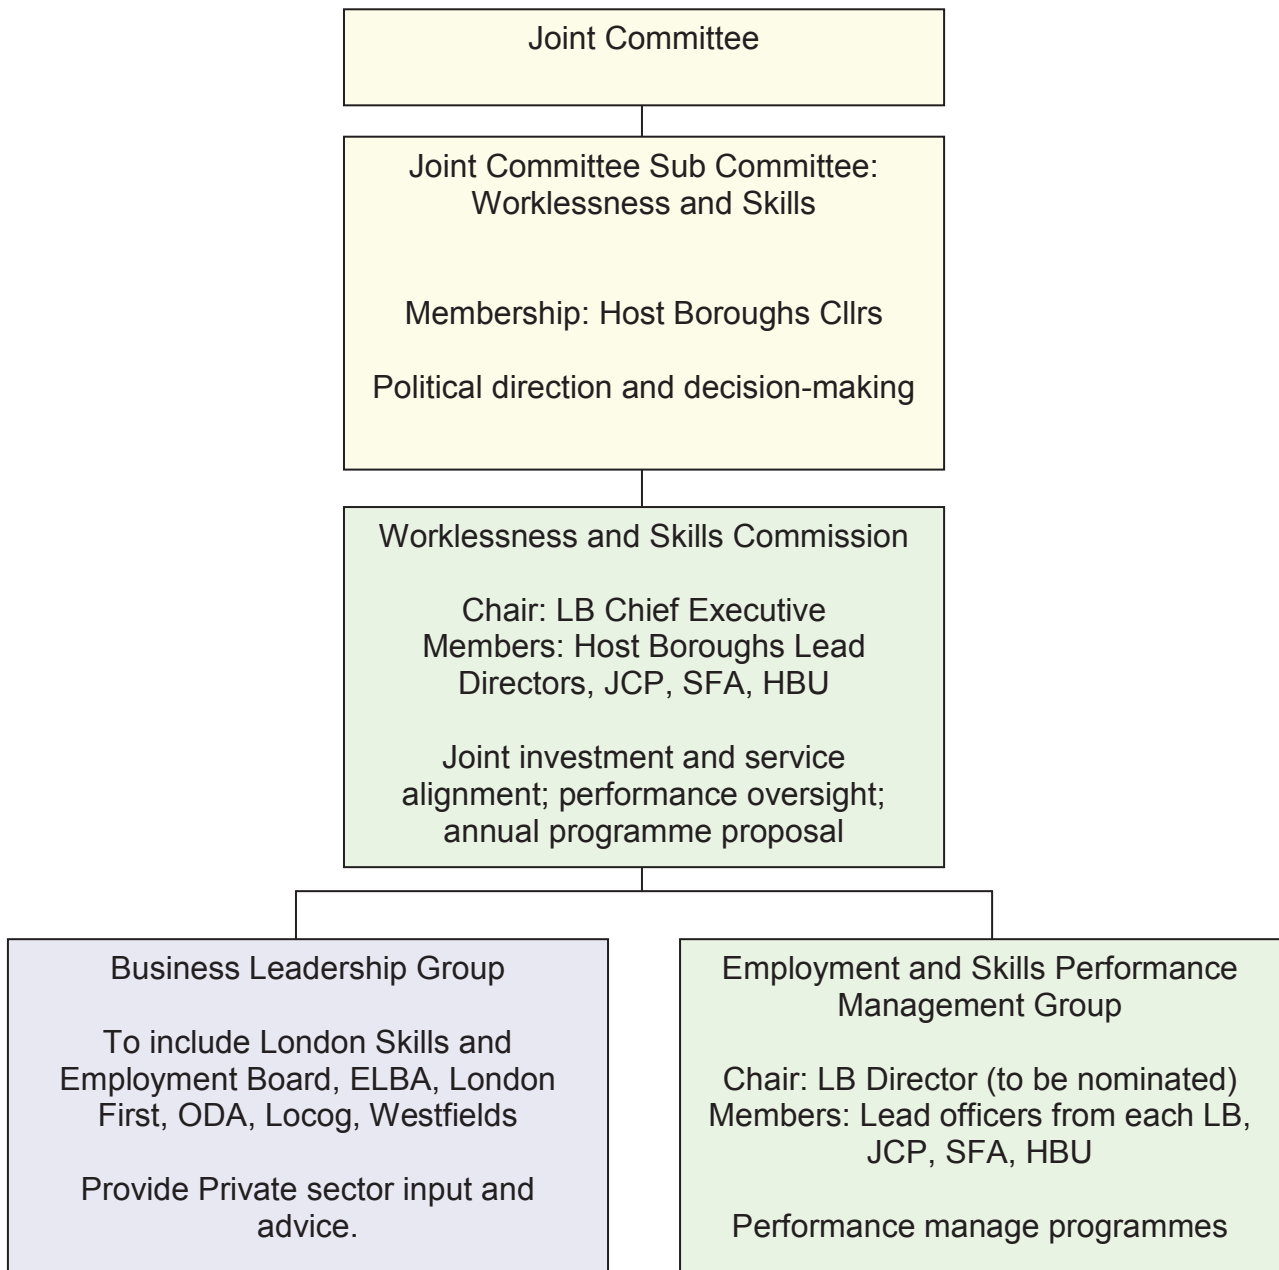 Joint Committee
Joint Committee Sub Committee:
Worklessness and Skills
Membership: Host Boroughs Cllrs
Political direction and decision-making
Worklessness and Skills Commission
Chair: LB Chief Executive
Members: Host Boroughs Lead
Directors, JCP, SFA, HBU
Joint investment and service
alignment; performance oversight;
annual programme proposal
Business Leadership Group
To include London Skills and
Employment Board, ELBA, London
First, ODA, Locog, Westfields
Provide Private sector input and
advice.
Employment and Skills Performance
Management Group
Chair: LB Director (to be nominated)
Members: Lead officers from each LB,
JCP, SFA, HBU
Performance manage programmes